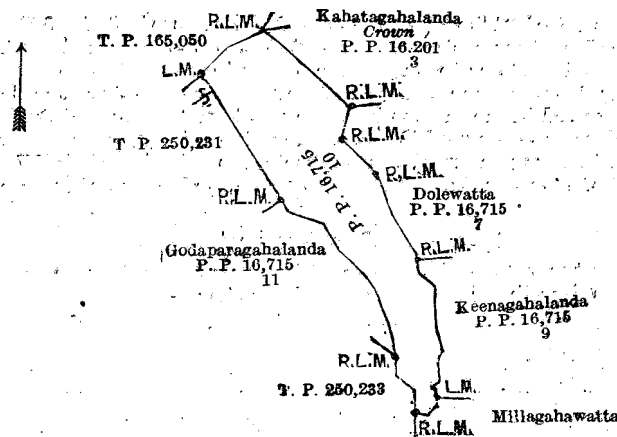 R.L.M.
Kahatagahalanda
Crown
P. P. 16.201
3
T. P. 165,050
L.M.
R.L.M.
T P 250,231
R.L.M.
P. P. 16,715
10
R.L.M.
R.L.M.
Dolewatta
P. P. 16,715
7
Godaparagahalanda
P. P. 16,715
11
R.L.M.
Keenagahalanda
P. P. 16,715
9
R.L.M.
T. P. 250,233
L.M.
Millagahawatta
R.L.M.